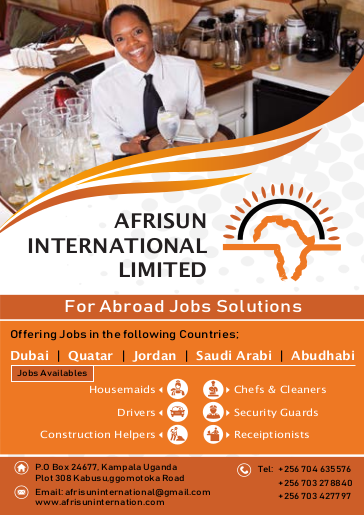 AFRISUN
INTERNATIONAL
LIMITED
For Abroad Jobs Solutions
Offering Jobs in the following Countries;
Dubai | Quatar | Jordan | Saudi Arabi | Abudhabi
Jobs Availables
Housemaids
Chefs & Cleaners
Drivers
Security Guards
Construction Helpers
Receiptionists
P.O Box 24677, Kampala Uganda
Plot 308 Kabusu,ggomotoka Road
Email: afrisuninternational@gmail.com
www.afrisuninternation.com
Tel: +256 704 635576
+256 703 278840
+256 703 427797